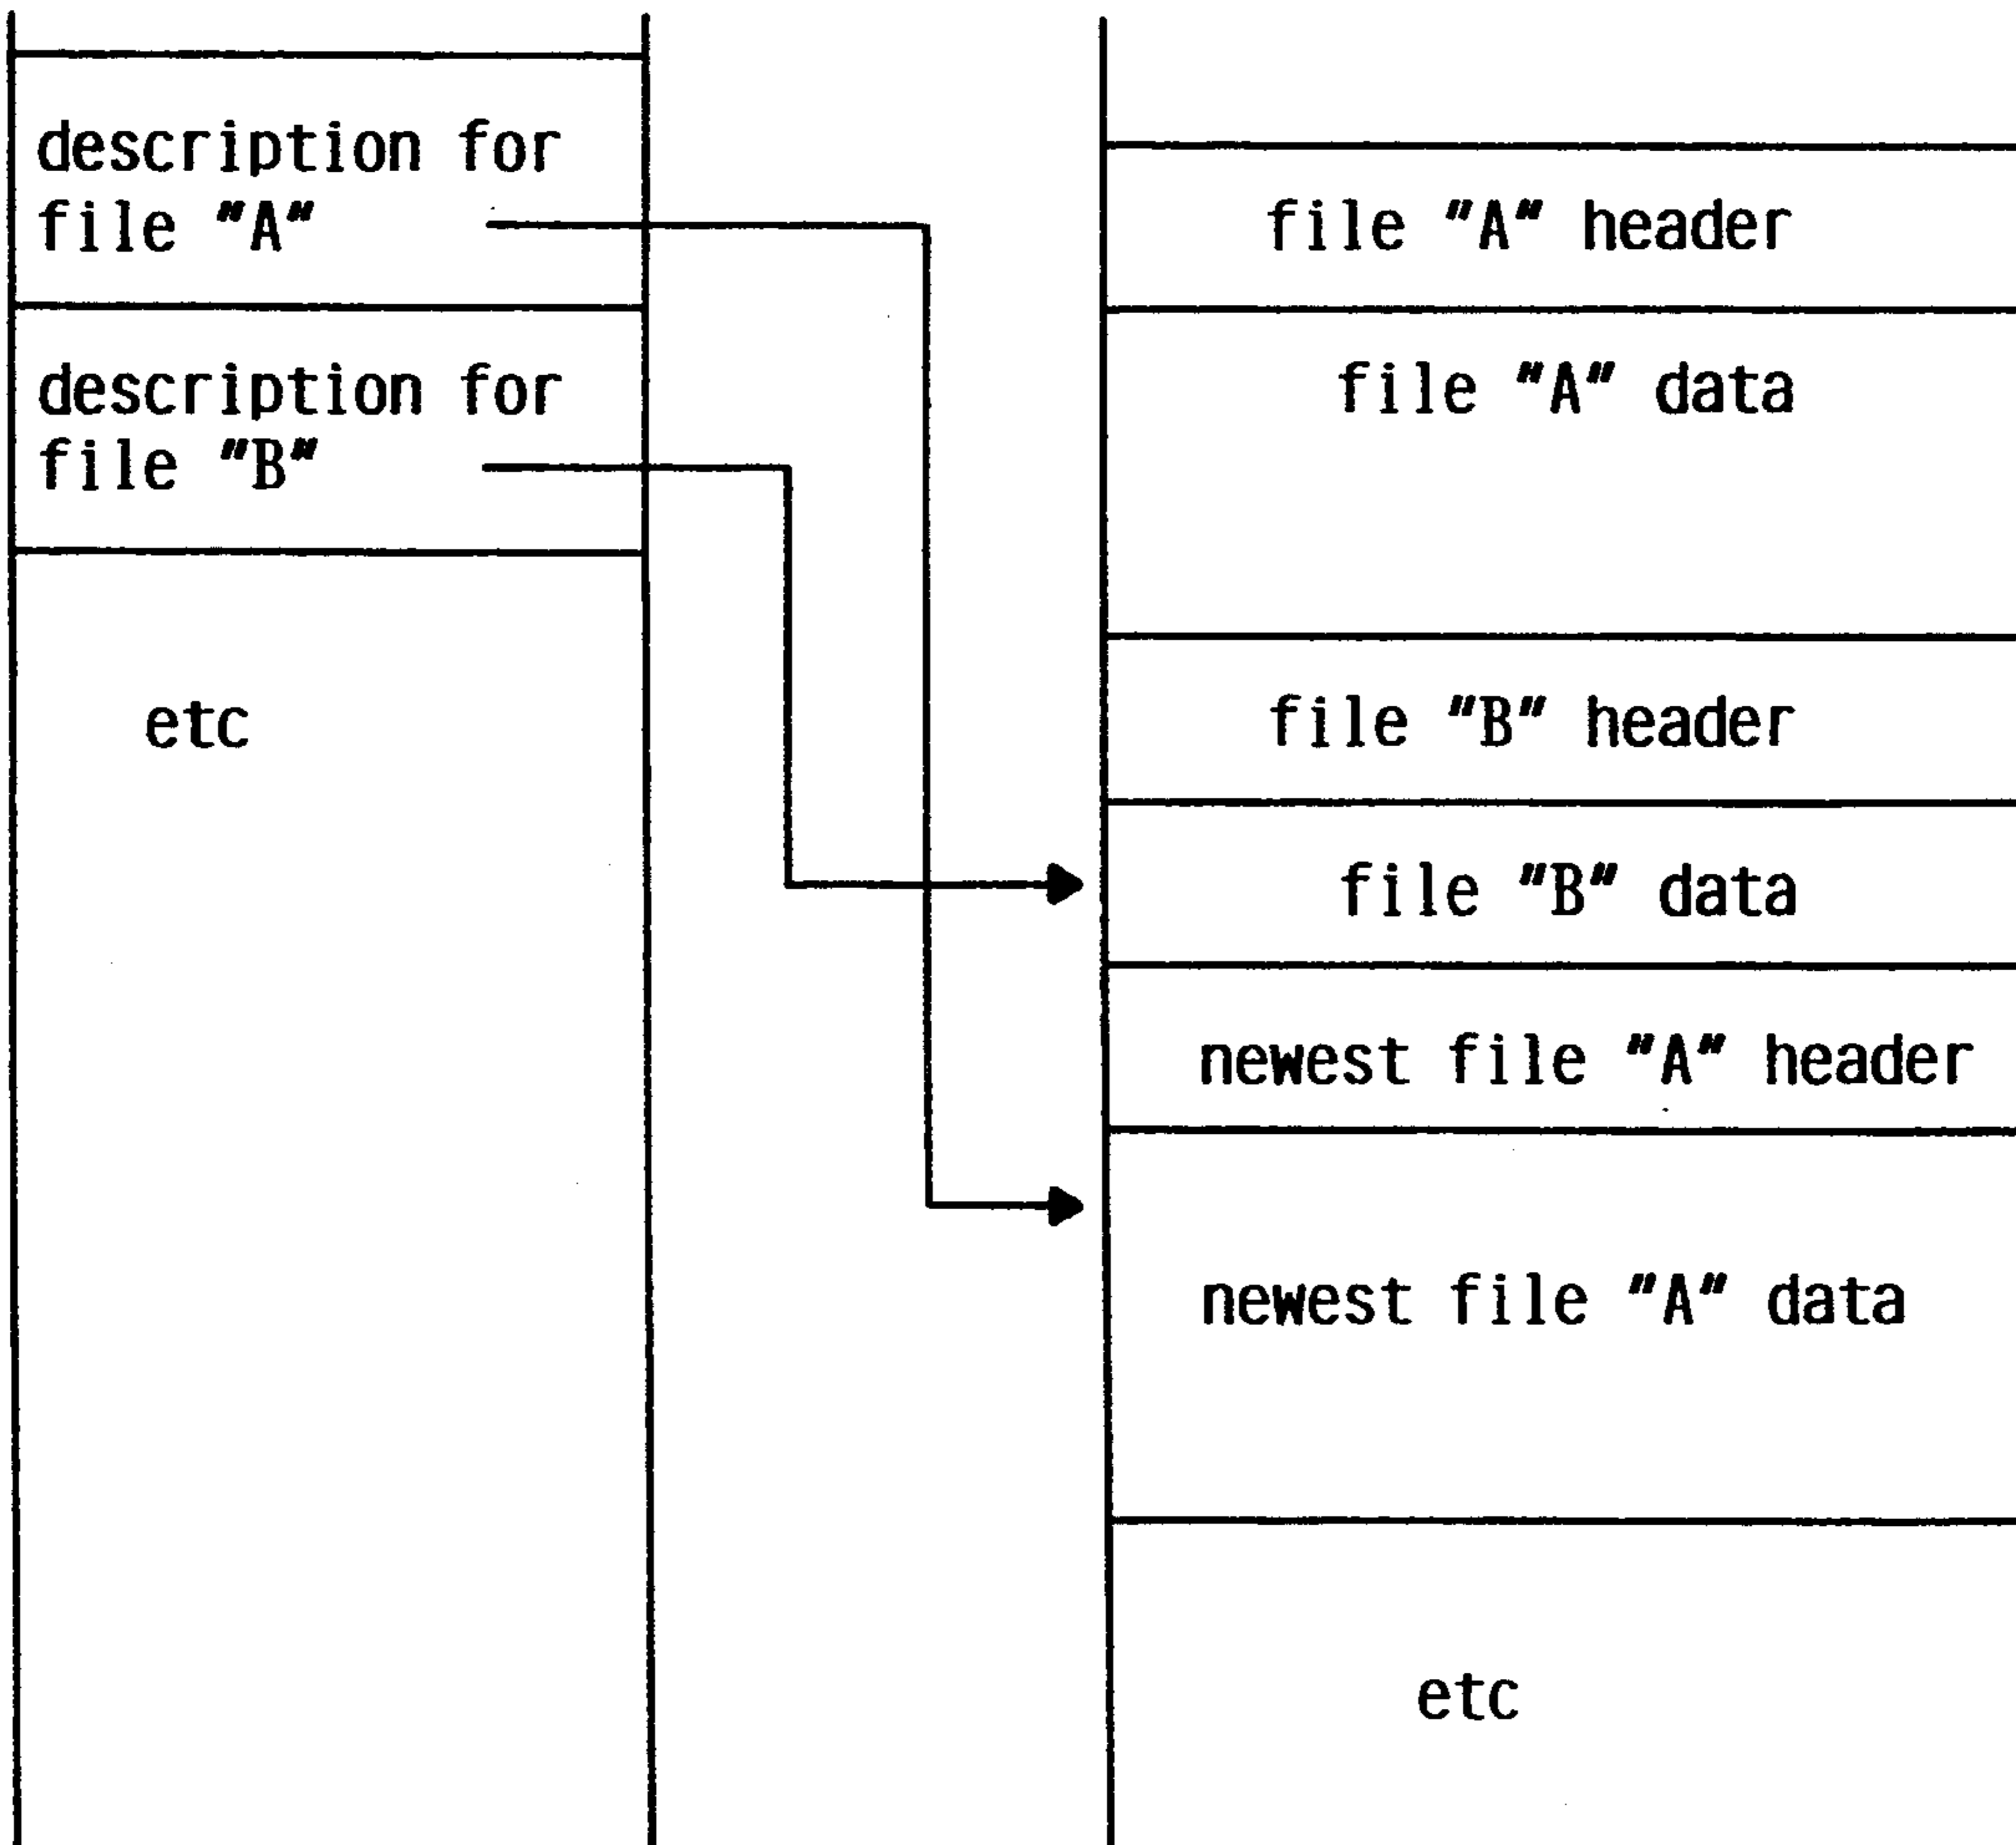 description for
file "A"
description for
file "B"
etc
file "A" header
file "A" data
file "B" header
file "B" data
newest file "A" header
newest file "A" data
etc